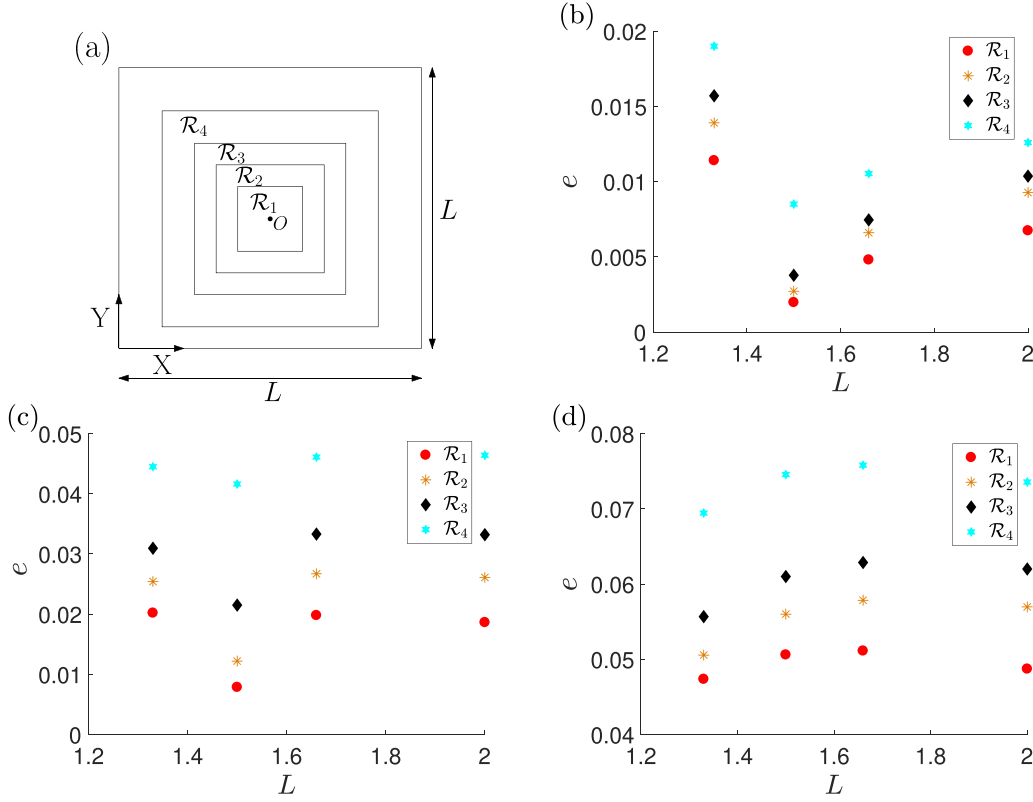 (a)
R₄
R₃
R₂
R₁
O
L
Y
X
L
(b)
0.02
0.015
0.01
0.005
0
e
1.2 1.4 1.6 1.8 2
L
R₁
R₂
R₃
R₄
(c)
0.05
0.04
0.03
0.02
0.01
0
e
1.2 1.4 1.6 1.8 2
L
R₁
R₂
R₃
R₄
(d)
0.08
0.07
0.06
0.05
0.04
e
1.2 1.4 1.6 1.8 2
L
R₁
R₂
R₃
R₄